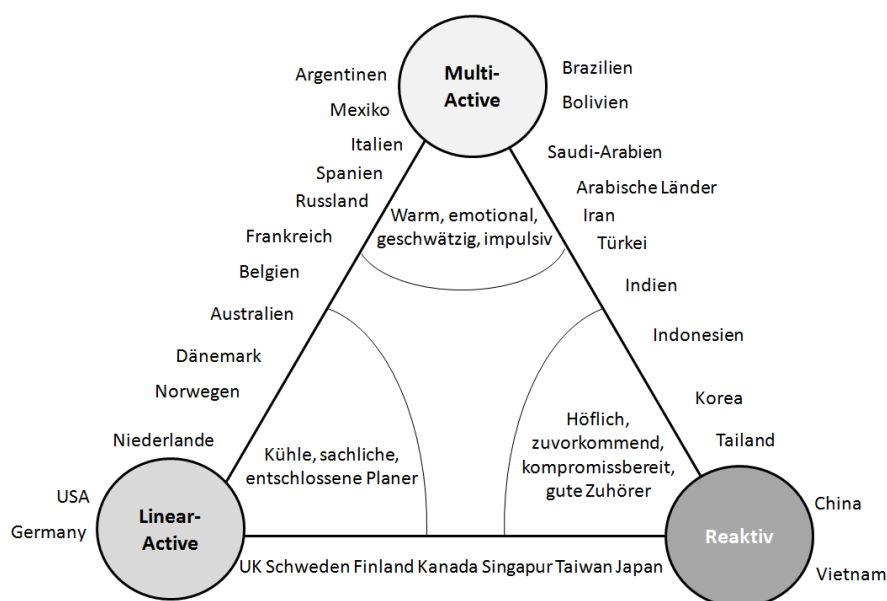 Multi-
Active
Argentinen
Mexiko
Italien
Spanien
Russland
Frankreich
Belgien
Australien
Dänemark
Norwegen
Niederlande
USA
Germany
Brazilien
Bolivien
Saudi-Arabien
Arabische Länder
Iran
Türkei
Indien
Indonesien
Korea
Tailand
China
Vietnam
Warm, emotional,
geschwätzig, impulsiv
Kühle, sachliche,
entschlossene Planer
Höflich,
zuvorkommend,
kompromissbereit,
gute Zuhörer
Linear-
Active
Reaktiv
UK Schweden Finland Kanada Singapur Taiwan Japan